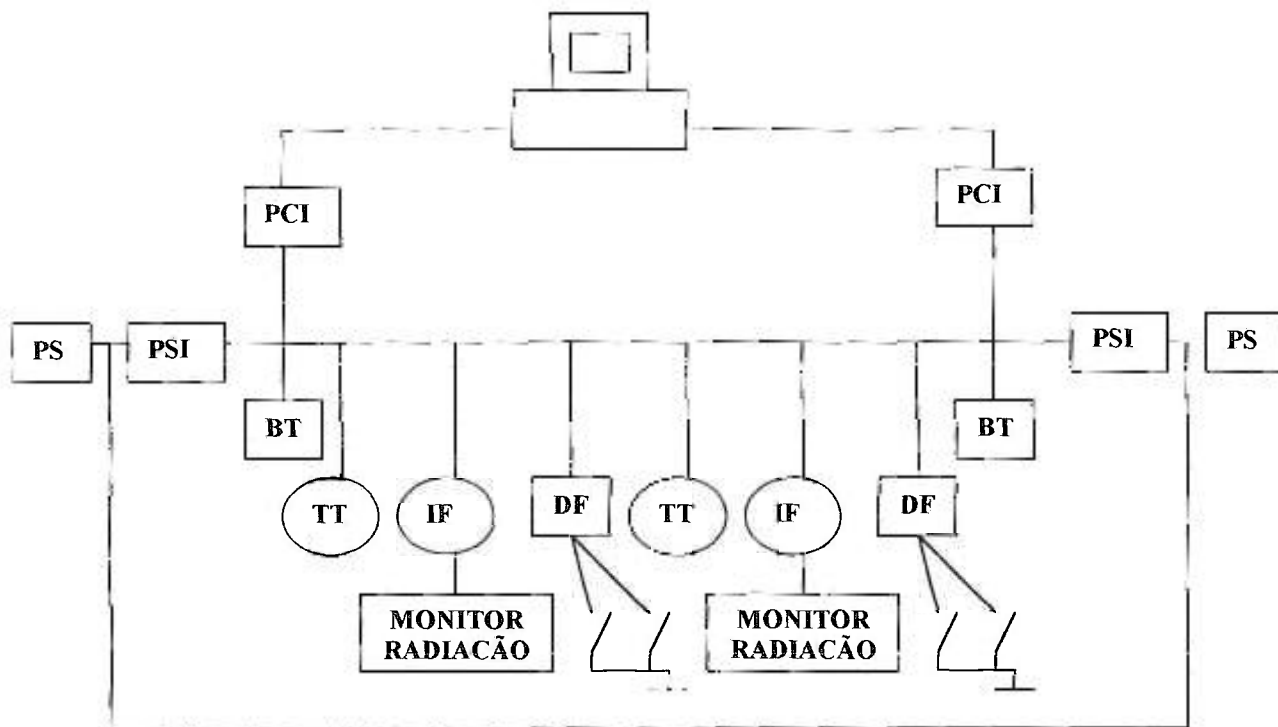 PCI
PCI
PS
PSI
PSI
PS
BT
BT
TT
IF
DF
TT
IF
DF
MONITOR
RADIACÃO
MONITOR
RADIACÃO